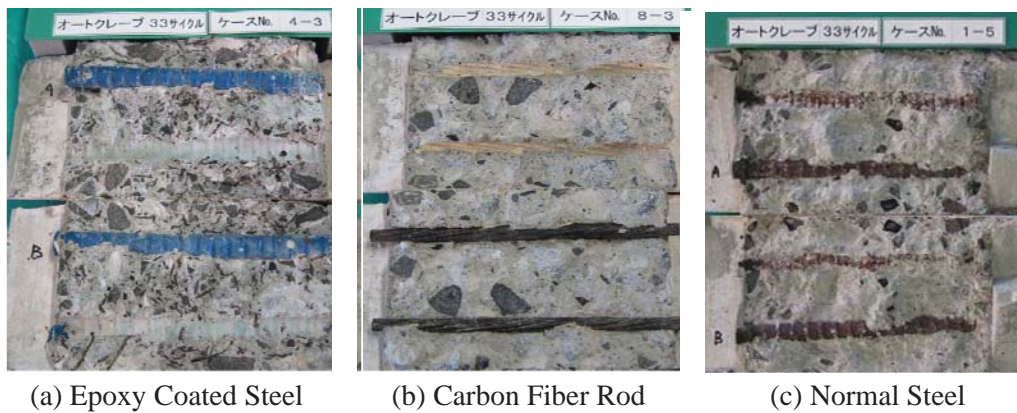 オートクレーブ 33サイクル ケースNo. 4-3
A
B
(a) Epoxy Coated Steel
オートクレーブ 33サイクル ケースNo. 8-3
(b) Carbon Fiber Rod
オートクレーブ 33サイクル ケースNo. 1-5
A
B
(c) Normal Steel